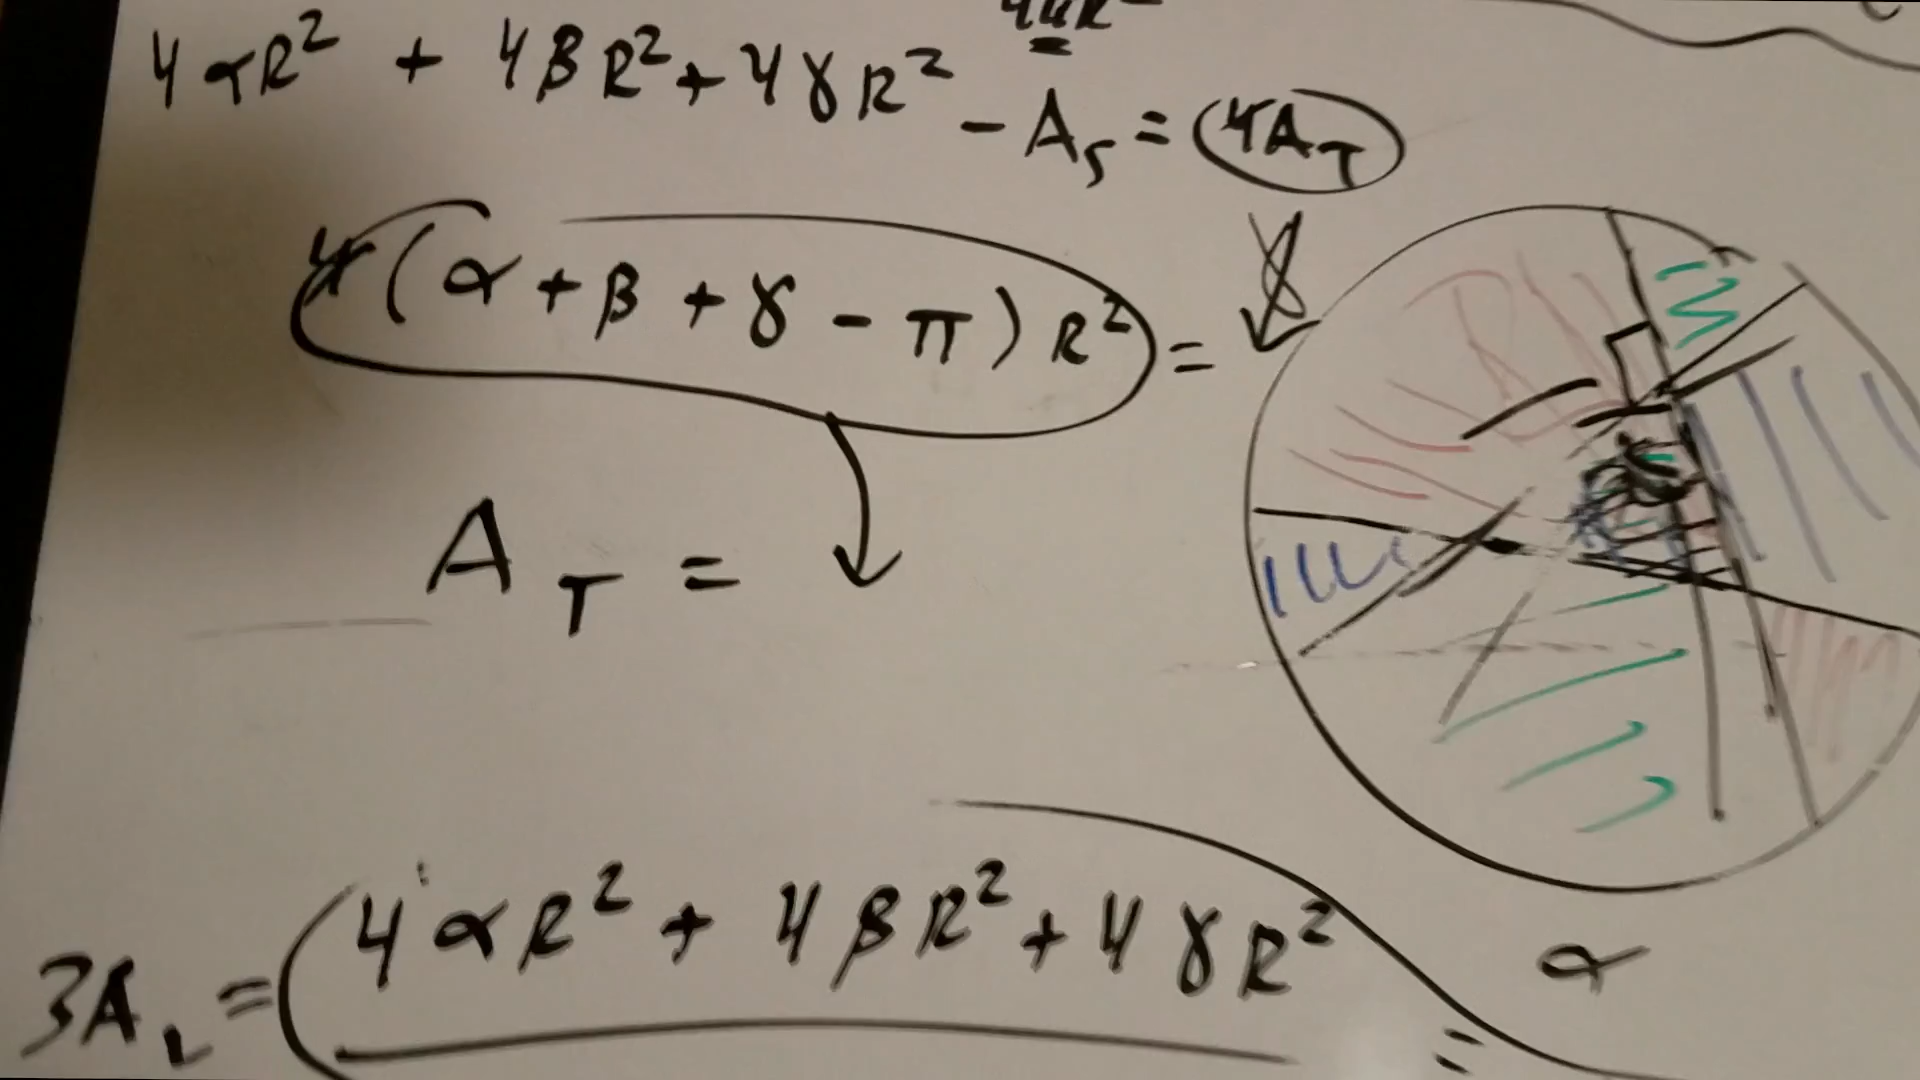 4αR² + 4βR² + 4γR² - A_S = 4A_T
4(α + β + γ - π)R² =
A_T =
3A_L = (4αR² + 4βR² + 4γR²
=
α